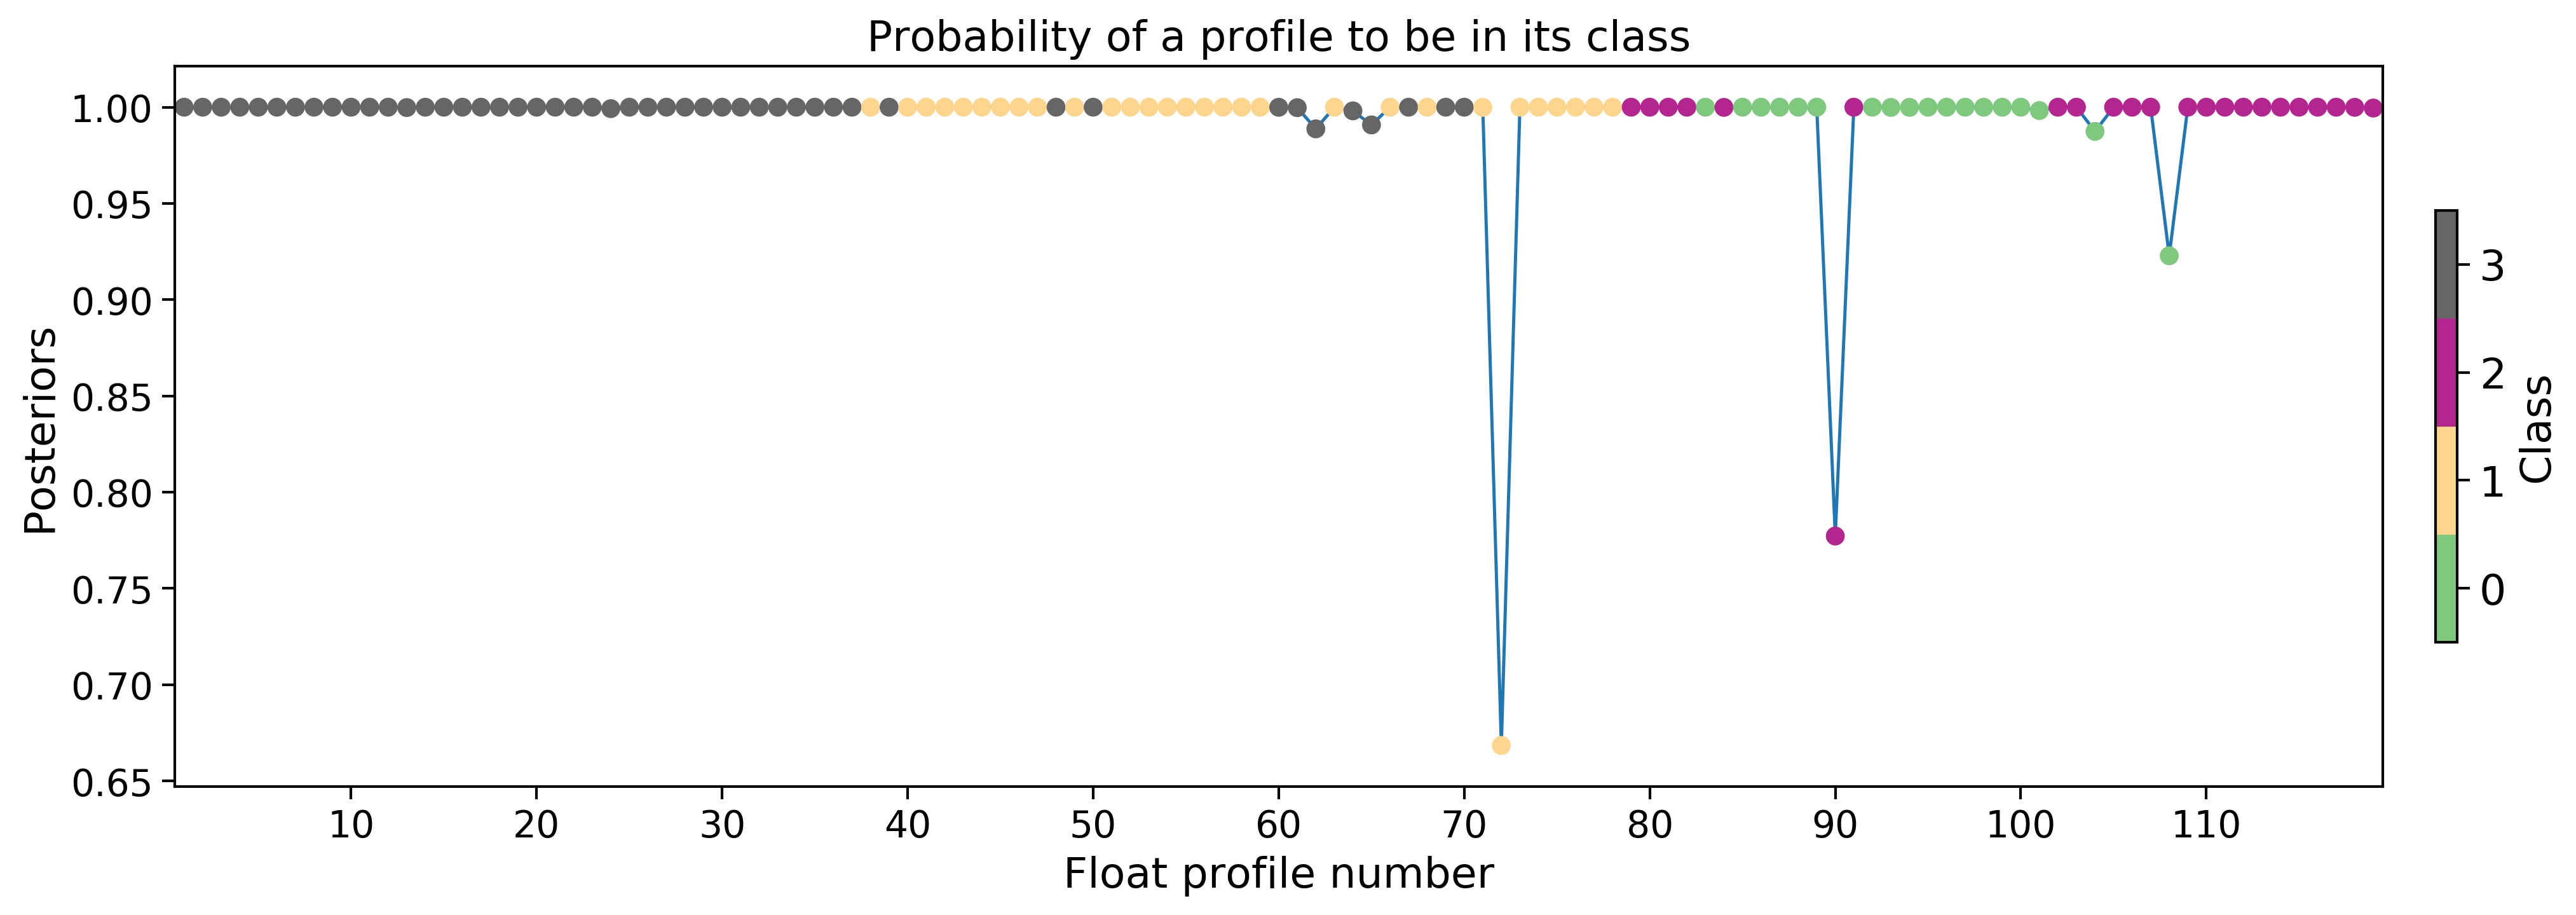 Probability of a profile to be in its class
1.00
0.95
0.90
0.85
0.80
0.75
0.70
0.65
Posteriors
10 20 30 40 50 60 70 80 90 100 110
Float profile number
3
2
1
0
Class